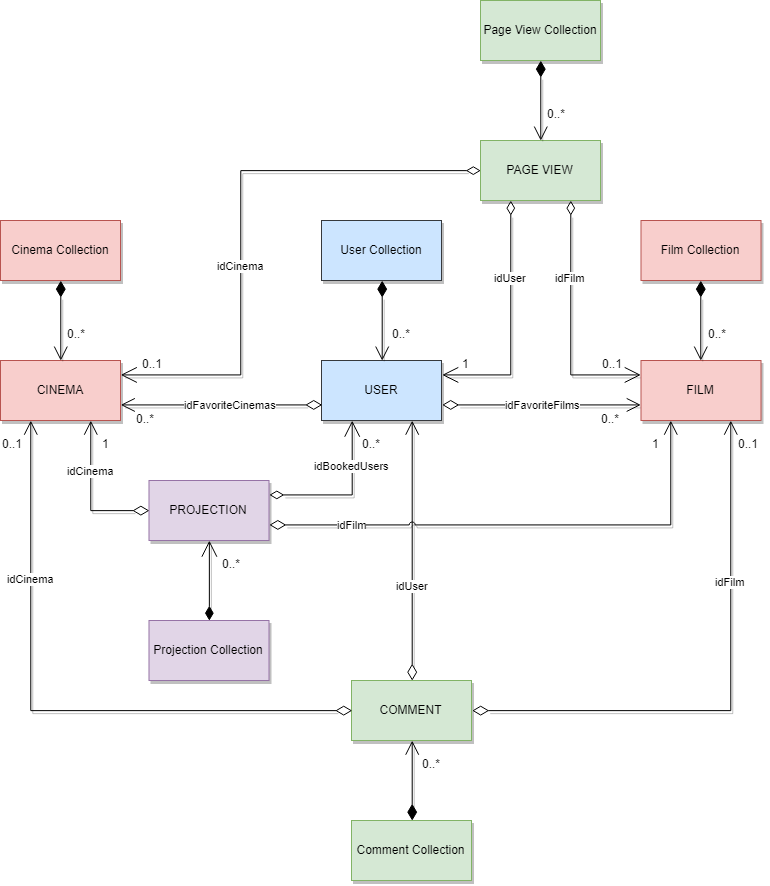 Page View Collection
0..*
PAGE VIEW
Cinema Collection
User Collection
Film Collection
idCinema
idUser
idFilm
0..*
0..*
0..*
0..1
1
0..1
CINEMA
USER
FILM
idFavoriteCinemas
idFavoriteFilms
0..*
0..*
0..1
1
0..*
1
0..1
idCinema
idBookedUsers
PROJECTION
idFilm
0..*
idCinema
idUser
idFilm
Projection Collection
COMMENT
0..*
Comment Collection